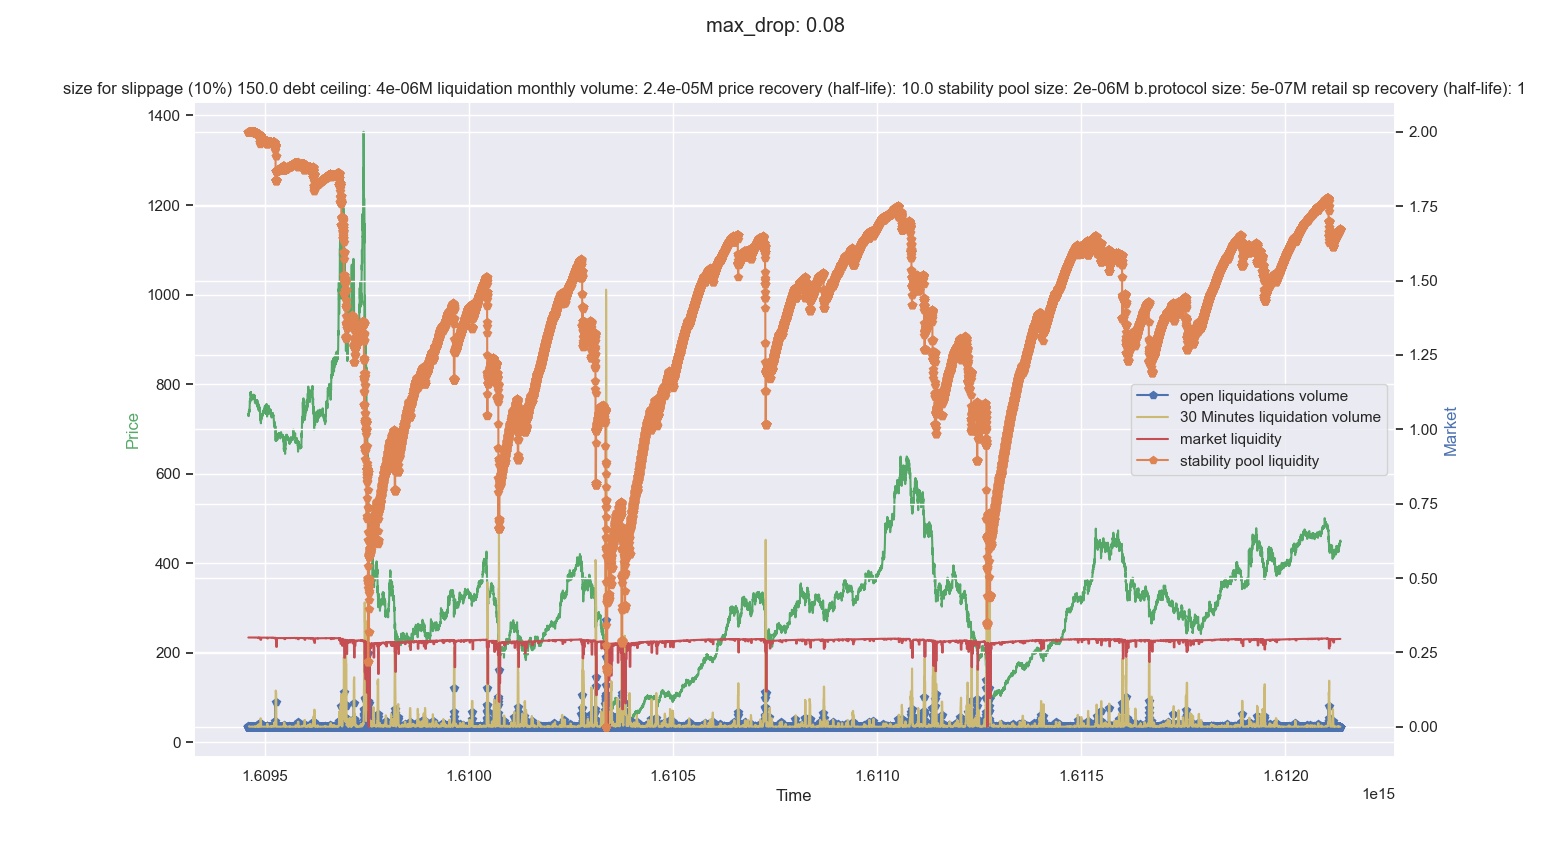 max_drop: 0.08
size for slippage (10%) 150.0 debt ceiling: 4e-06M liquidation monthly volume: 2.4e-05M price recovery (half-life): 10.0 stability pool size: 2e-06M b.protocol size: 5e-07M retail sp recovery (half-life): 1
1400
1200
1000
800
600
400
200
0
Price
2.00
1.75
1.50
1.25
1.00
0.75
0.50
0.25
0.00
Market
open liquidations volume
30 Minutes liquidation volume
market liquidity
stability pool liquidity
1.6095
1.6100
1.6105
1.6110
1.6115
1.6120
Time
1e15